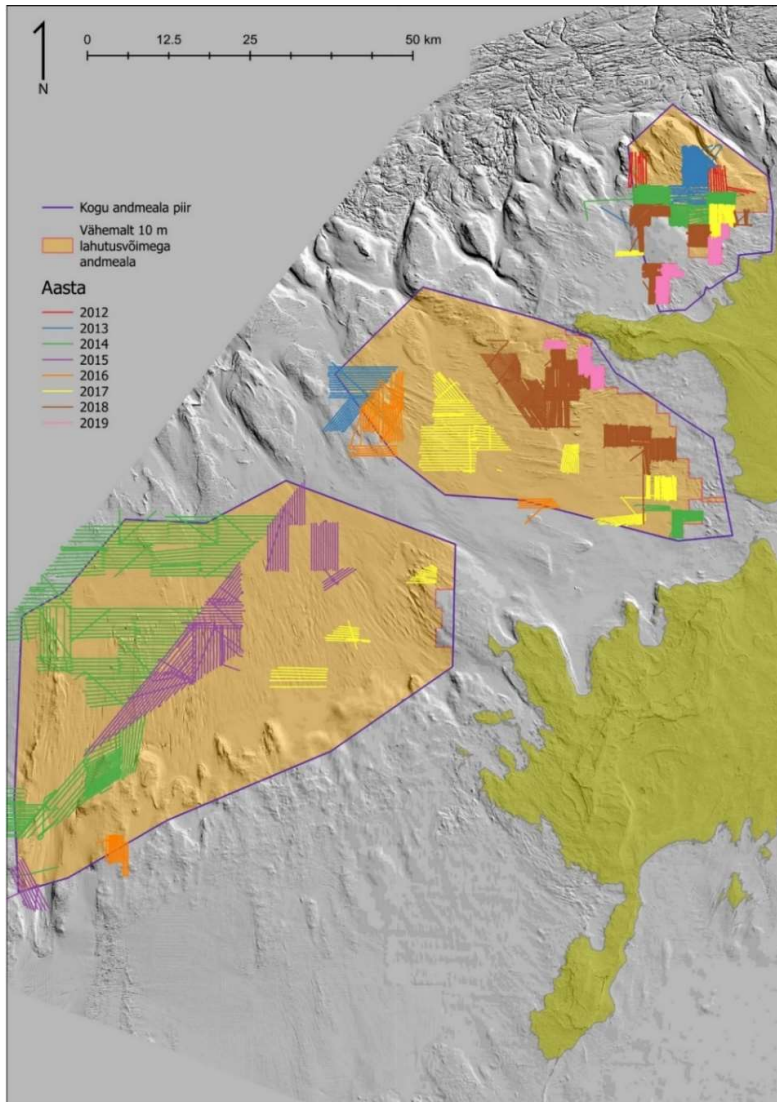 0 12.5 25 50 km
N
Kogu andmeala piir
Vähemalt 10 m
lahutusvõimega
andmeala
Aasta
2012
2013
2014
2015
2016
2017
2018
2019